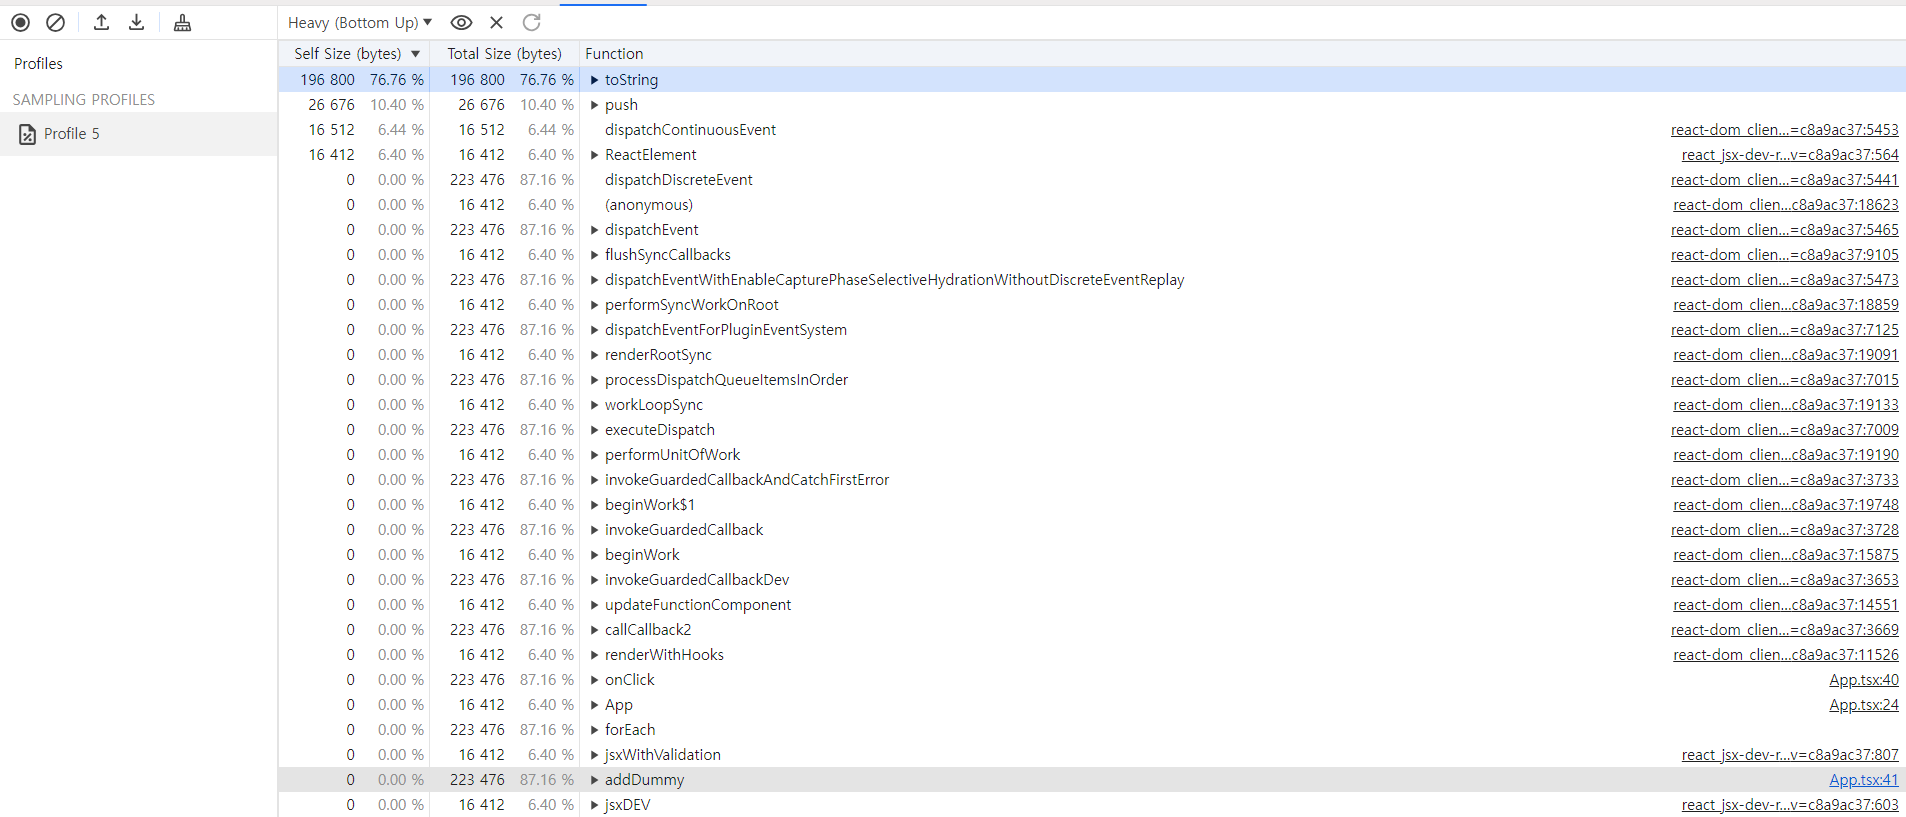 Heavy (Bottom Up) ▼
Profiles
SAMPLING PROFILES
Profile 5
Self Size (bytes) ▼ Total Size (bytes) Function
196 800 76.76 % 196 800 76.76 % ▶ toString
26 676 10.40 % 26 676 10.40 % ▶ push
16 512 6.44 % 16 512 6.44 % dispatchContinuousEvent react-dom_clien…=c8a9ac37:5453
16 412 6.40 % 16 412 6.40 % ▶ ReactElement react_jsx-dev-r…v=c8a9ac37:564
0 0.00 % 223 476 87.16 % dispatchDiscreteEvent react-dom_clien…=c8a9ac37:5441
0 0.00 % 16 412 6.40 % (anonymous) react-dom_clien…c8a9ac37:18623
0 0.00 % 223 476 87.16 % ▶ dispatchEvent react-dom_clien…=c8a9ac37:5465
0 0.00 % 16 412 6.40 % ▶ flushSyncCallbacks react-dom_clien…=c8a9ac37:9105
0 0.00 % 223 476 87.16 % ▶ dispatchEventWithEnableCapturePhaseSelectiveHydrationWithoutDiscreteEventReplay react-dom_clien…=c8a9ac37:5473
0 0.00 % 16 412 6.40 % ▶ performSyncWorkOnRoot react-dom_clien…c8a9ac37:18859
0 0.00 % 223 476 87.16 % ▶ dispatchEventForPluginEventSystem react-dom_clien…=c8a9ac37:7125
0 0.00 % 16 412 6.40 % ▶ renderRootSync react-dom_clien…c8a9ac37:19091
0 0.00 % 223 476 87.16 % ▶ processDispatchQueueItemsInOrder react-dom_clien…=c8a9ac37:7015
0 0.00 % 16 412 6.40 % ▶ workLoopSync react-dom_clien…c8a9ac37:19133
0 0.00 % 223 476 87.16 % ▶ executeDispatch react-dom_clien…=c8a9ac37:7009
0 0.00 % 16 412 6.40 % ▶ performUnitOfWork react-dom_clien…c8a9ac37:19190
0 0.00 % 223 476 87.16 % ▶ invokeGuardedCallbackAndCatchFirstError react-dom_clien…=c8a9ac37:3733
0 0.00 % 16 412 6.40 % ▶ beginWork$1 react-dom_clien…c8a9ac37:19748
0 0.00 % 223 476 87.16 % ▶ invokeGuardedCallback react-dom_clien…=c8a9ac37:3728
0 0.00 % 16 412 6.40 % ▶ beginWork react-dom_clien…c8a9ac37:15875
0 0.00 % 223 476 87.16 % ▶ invokeGuardedCallbackDev react-dom_clien…=c8a9ac37:3653
0 0.00 % 16 412 6.40 % ▶ updateFunctionComponent react-dom_clien…c8a9ac37:14551
0 0.00 % 223 476 87.16 % ▶ callCallback2 react-dom_clien…=c8a9ac37:3669
0 0.00 % 16 412 6.40 % ▶ renderWithHooks react-dom_clien…c8a9ac37:11526
0 0.00 % 223 476 87.16 % ▶ onClick App.tsx:40
0 0.00 % 16 412 6.40 % ▶ App App.tsx:24
0 0.00 % 223 476 87.16 % ▶ forEach
0 0.00 % 16 412 6.40 % ▶ jsxWithValidation react_jsx-dev-r…v=c8a9ac37:807
0 0.00 % 223 476 87.16 % ▶ addDummy App.tsx:41
0 0.00 % 16 412 6.40 % ▶ jsxDEV react_jsx-dev-r…v=c8a9ac37:603